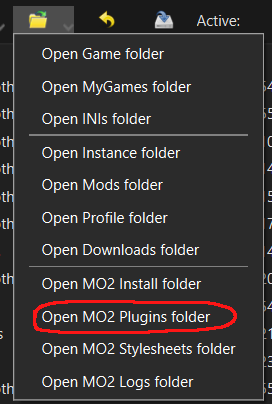 Active:
Open Game folder
Open MyGames folder
Open INIs folder
Open Instance folder
Open Mods folder
Open Profile folder
Open Downloads folder
Open MO2 Install folder
Open MO2 Plugins folder
Open MO2 Stylesheets folder
Open MO2 Logs folder